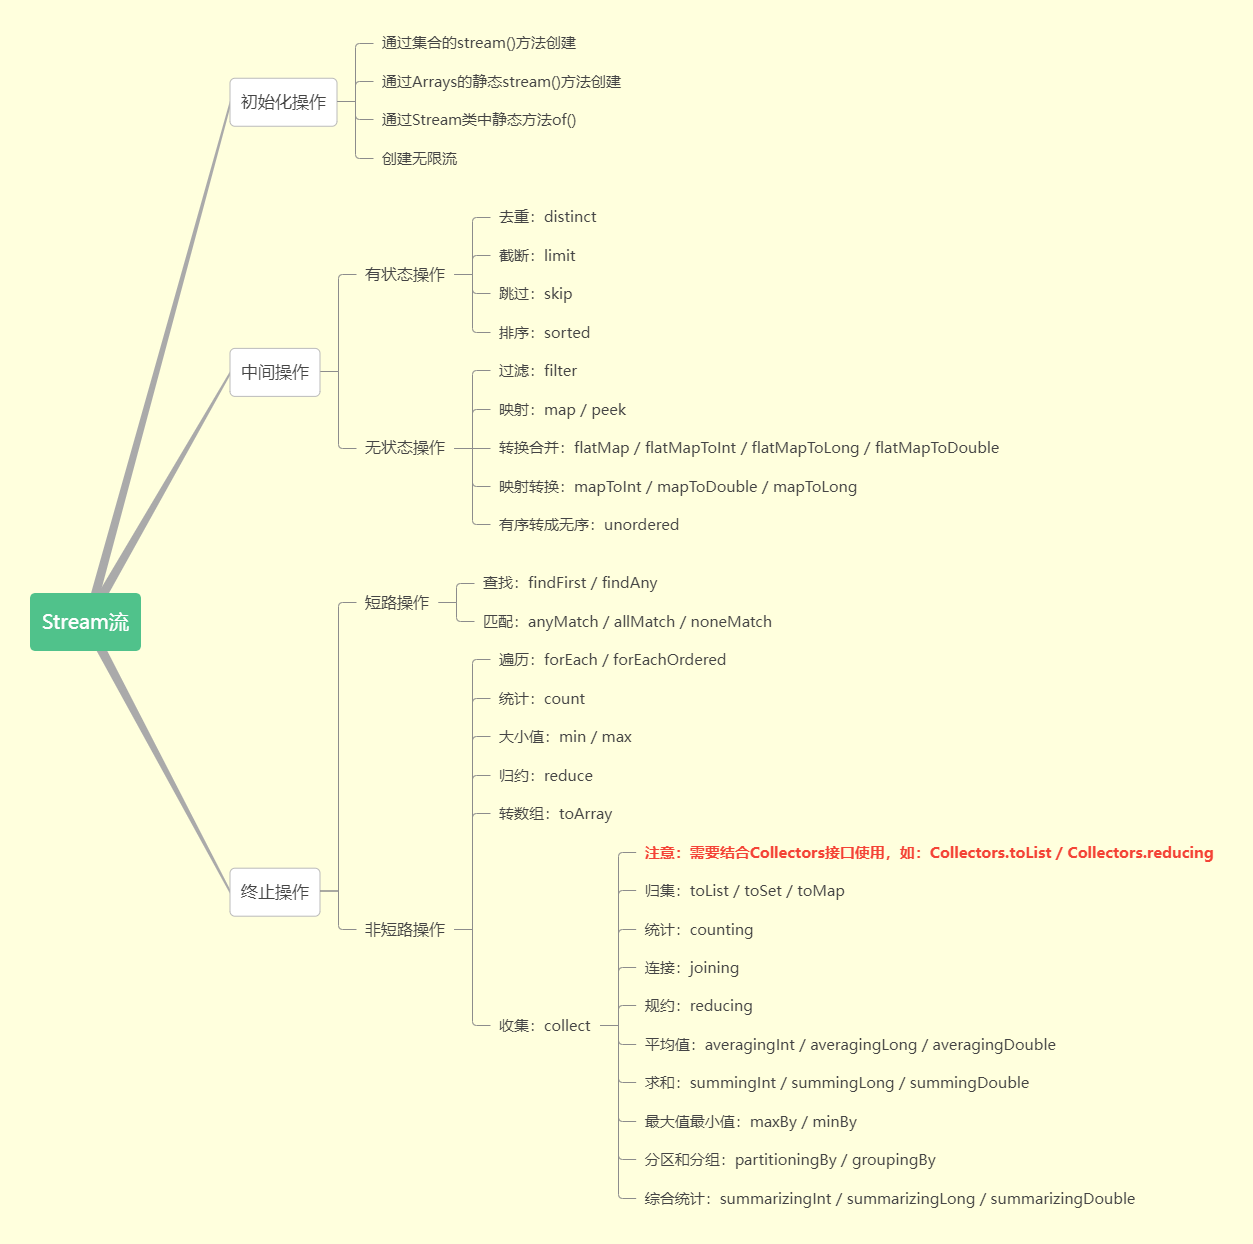 Stream流
初始化操作
通过集合的stream()方法创建
通过Arrays的静态stream()方法创建
通过Stream类中静态方法of()
创建无限流
中间操作
有状态操作
去重：distinct
截断：limit
跳过：skip
排序：sorted
无状态操作
过滤：filter
映射：map / peek
转换合并：flatMap / flatMapToInt / flatMapToLong / flatMapToDouble
映射转换：mapToInt / mapToDouble / mapToLong
有序转成无序：unordered
终止操作
短路操作
查找：findFirst / findAny
匹配：anyMatch / allMatch / noneMatch
非短路操作
遍历：forEach / forEachOrdered
统计：count
大小值：min / max
归约：reduce
转数组：toArray
收集：collect
注意：需要结合Collectors接口使用，如：Collectors.toList / Collectors.reducing
归集：toList / toSet / toMap
统计：counting
连接：joining
规约：reducing
平均值：averagingInt / averagingLong / averagingDouble
求和：summingInt / summingLong / summingDouble
最大值最小值：maxBy / minBy
分区和分组：partitioningBy / groupingBy
综合统计：summarizingInt / summarizingLong / summarizingDouble